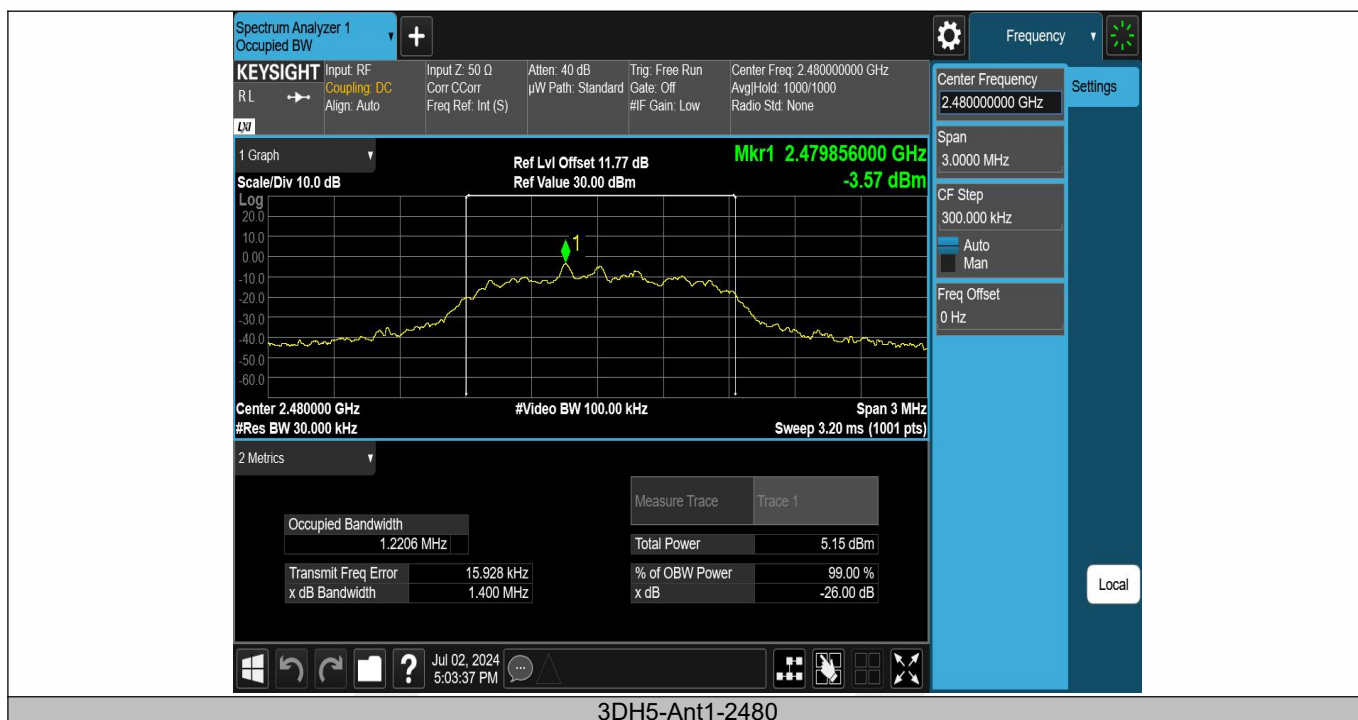 Spectrum Analyzer 1
Occupied BW
Frequency
KEYSIGHT
R L
LXI
Input: RF
Coupling: DC
Align: Auto
Input Z: 50 Ω
Corr CCorr
Freq Ref: Int (S)
Atten: 40 dB
µW Path: Standard
Trig: Free Run
Gate: Off
#IF Gain: Low
Center Freq: 2.480000000 GHz
Avg|Hold: 1000/1000
Radio Std: None
Center Frequency
2.480000000 GHz
Settings
Span
3.0000 MHz
CF Step
300.000 kHz
Auto
Man
Freq Offset
0 Hz
Local
1 Graph
Scale/Div 10.0 dB
Ref Lvl Offset 11.77 dB
Ref Value 30.00 dBm
Mkr1 2.479856000 GHz
-3.57 dBm
Log
20.0
10.0
0.00
-10.0
-20.0
-30.0
-40.0
-50.0
-60.0
1
Center 2.480000 GHz
#Video BW 100.00 kHz
Span 3 MHz
#Res BW 30.000 kHz
Sweep 3.20 ms (1001 pts)
2 Metrics
Measure Trace
Trace 1
Occupied Bandwidth
1.2206 MHz
Total Power
5.15 dBm
Transmit Freq Error
15.928 kHz
% of OBW Power
99.00 %
x dB Bandwidth
1.400 MHz
x dB
-26.00 dB
?
Jul 02, 2024
5:03:37 PM
3DH5-Ant1-2480